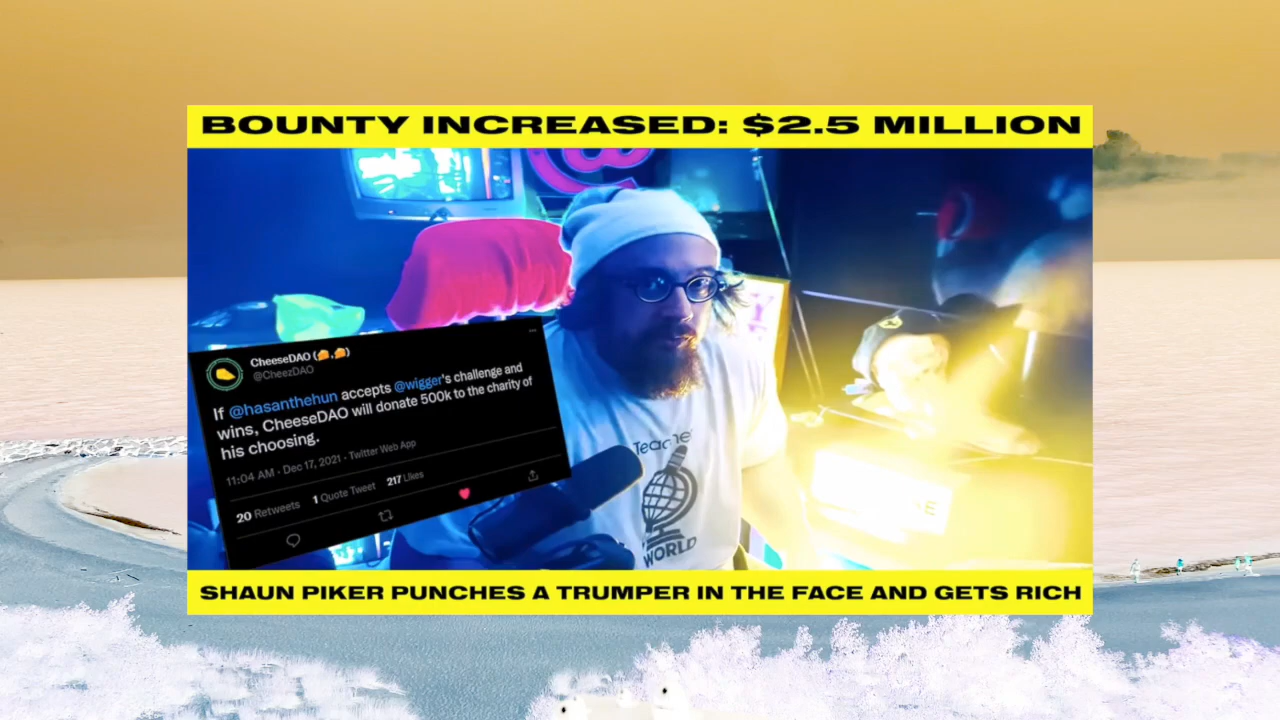 BOUNTY INCREASED: $2.5 MILLION
CheeseDAO (🧀,🧀)
@CheezDAO
If @hasanthehun accepts @wigger's challenge and
wins, CheeseDAO will donate 500k to the charity of
his choosing.
11:04 AM · Dec 17, 2021 · Twitter Web App
20 Retweets 1 Quote Tweet 217 Likes
WORLD
SHAUN PIKER PUNCHES A TRUMPER IN THE FACE AND GETS RICH